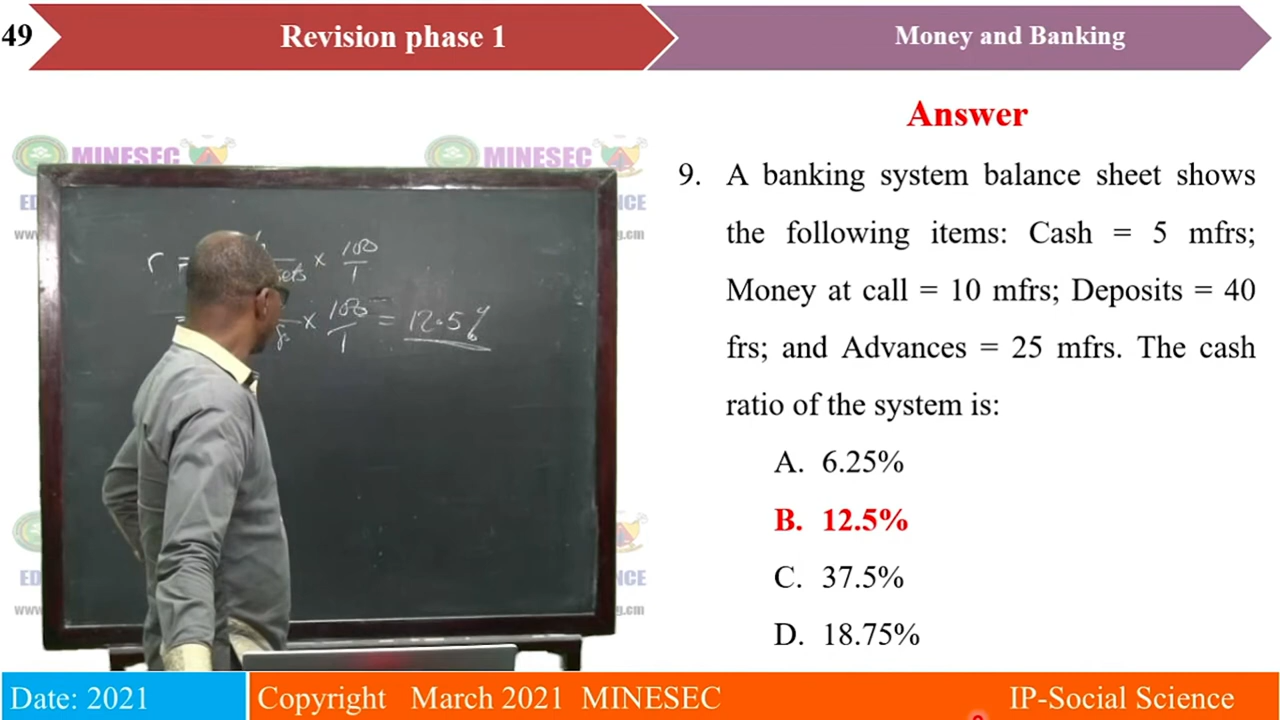 49
Revision phase 1
Money and Banking
Answer
9. A banking system balance sheet shows
the following items: Cash = 5 mfrs;
Money at call = 10 mfrs; Deposits = 40
frs; and Advances = 25 mfrs. The cash
ratio of the system is:
A. 6.25%
B. 12.5%
C. 37.5%
D. 18.75%
MINESEC
MINESEC
r =
× 100
1
=
× 100 = 12.5%
1
Date: 2021
Copyright March 2021 MINESEC
IP-Social Science